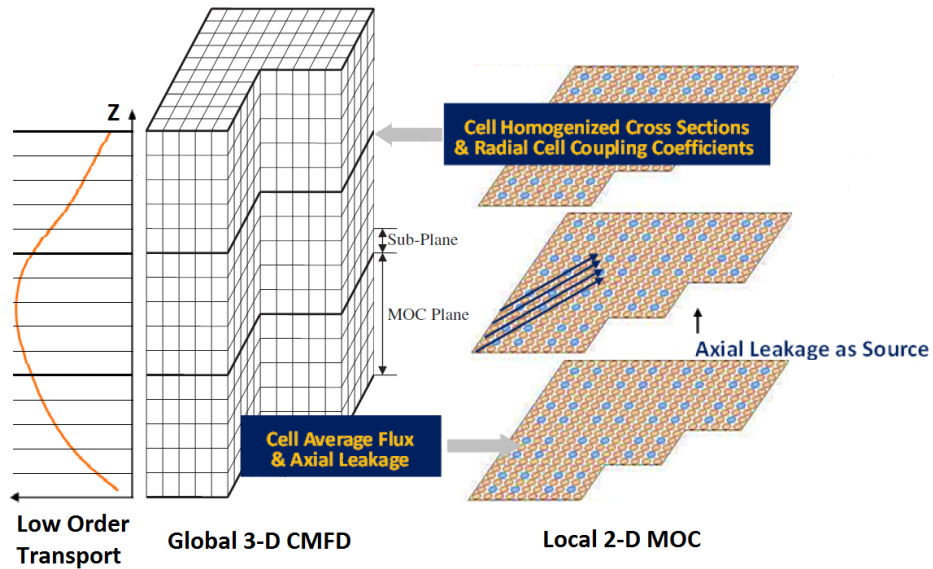 Z
Cell Homogenized Cross Sections
& Radial Cell Coupling Coefficients
Sub-Plane
MOC Plane
Axial Leakage as Source
Cell Average Flux
& Axial Leakage
Low Order
Transport
Global 3-D CMFD
Local 2-D MOC